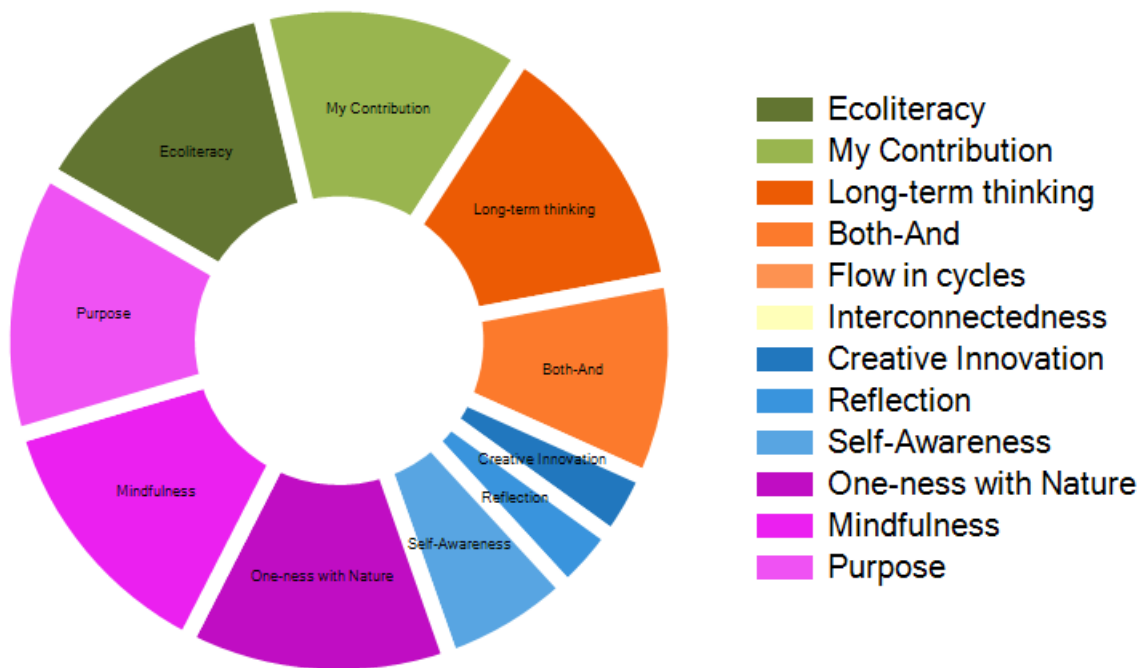 My Contribution
Ecoliteracy
Long-term thinking
Purpose
Both-And
Creative Innovation
Mindfulness
Reflection
Self-Awareness
One-ness with Nature
Ecoliteracy
My Contribution
Long-term thinking
Both-And
Flow in cycles
Interconnectedness
Creative Innovation
Reflection
Self-Awareness
One-ness with Nature
Mindfulness
Purpose